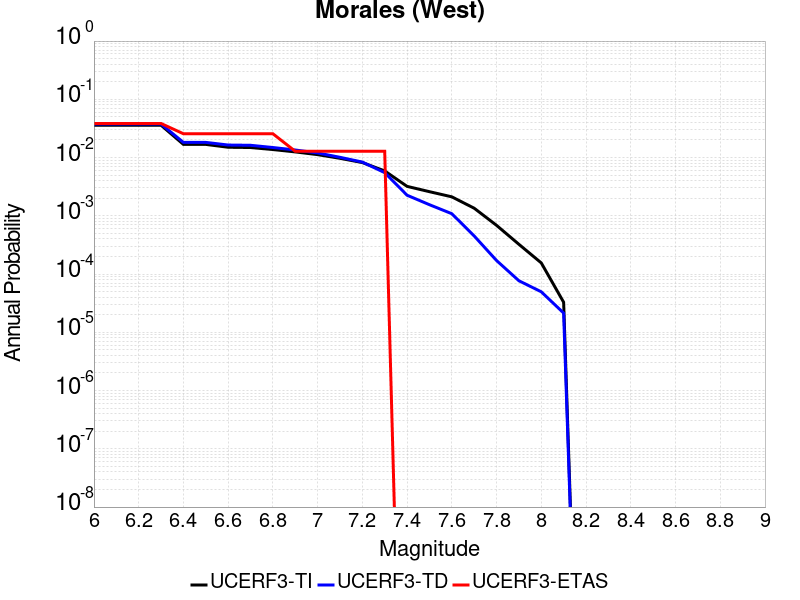 Morales (West)
Annual Probability
10^0
10^-1
10^-2
10^-3
10^-4
10^-5
10^-6
10^-7
10^-8
6 6.2 6.4 6.6 6.8 7 7.2 7.4 7.6 7.8 8 8.2 8.4 8.6 8.8 9
Magnitude
UCERF3-TI UCERF3-TD UCERF3-ETAS